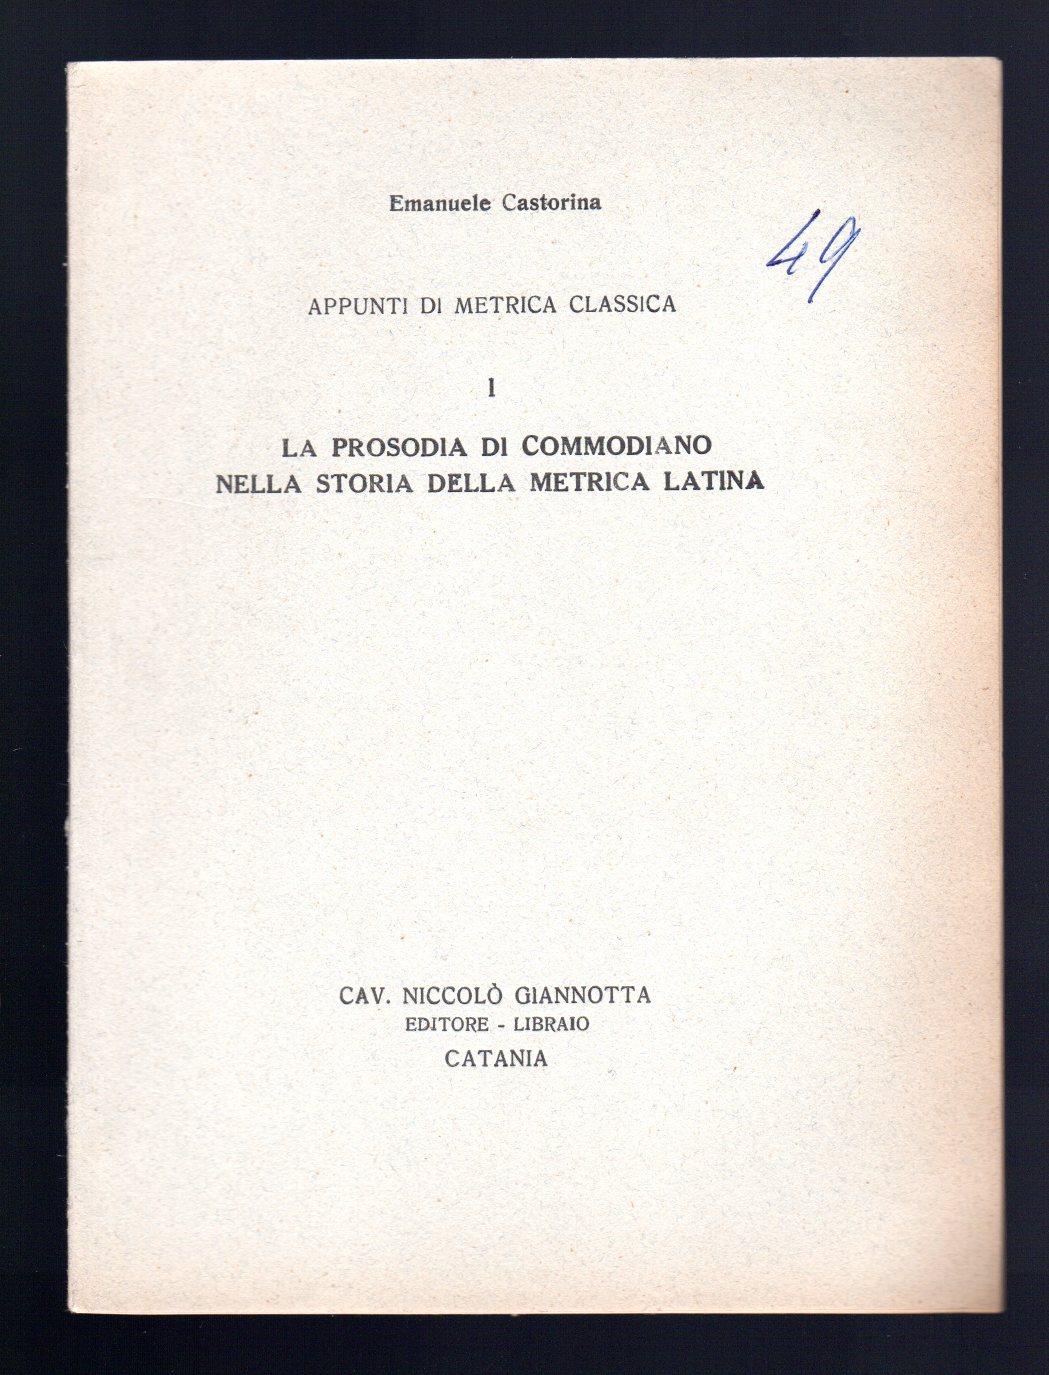 Emanuele Castorina
49
APPUNTI DI METRICA CLASSICA
I
LA PROSODIA DI COMMODIANO
NELLA STORIA DELLA METRICA LATINA
CAV. NICCOLÒ GIANNOTTA
EDITORE - LIBRAIO
CATANIA